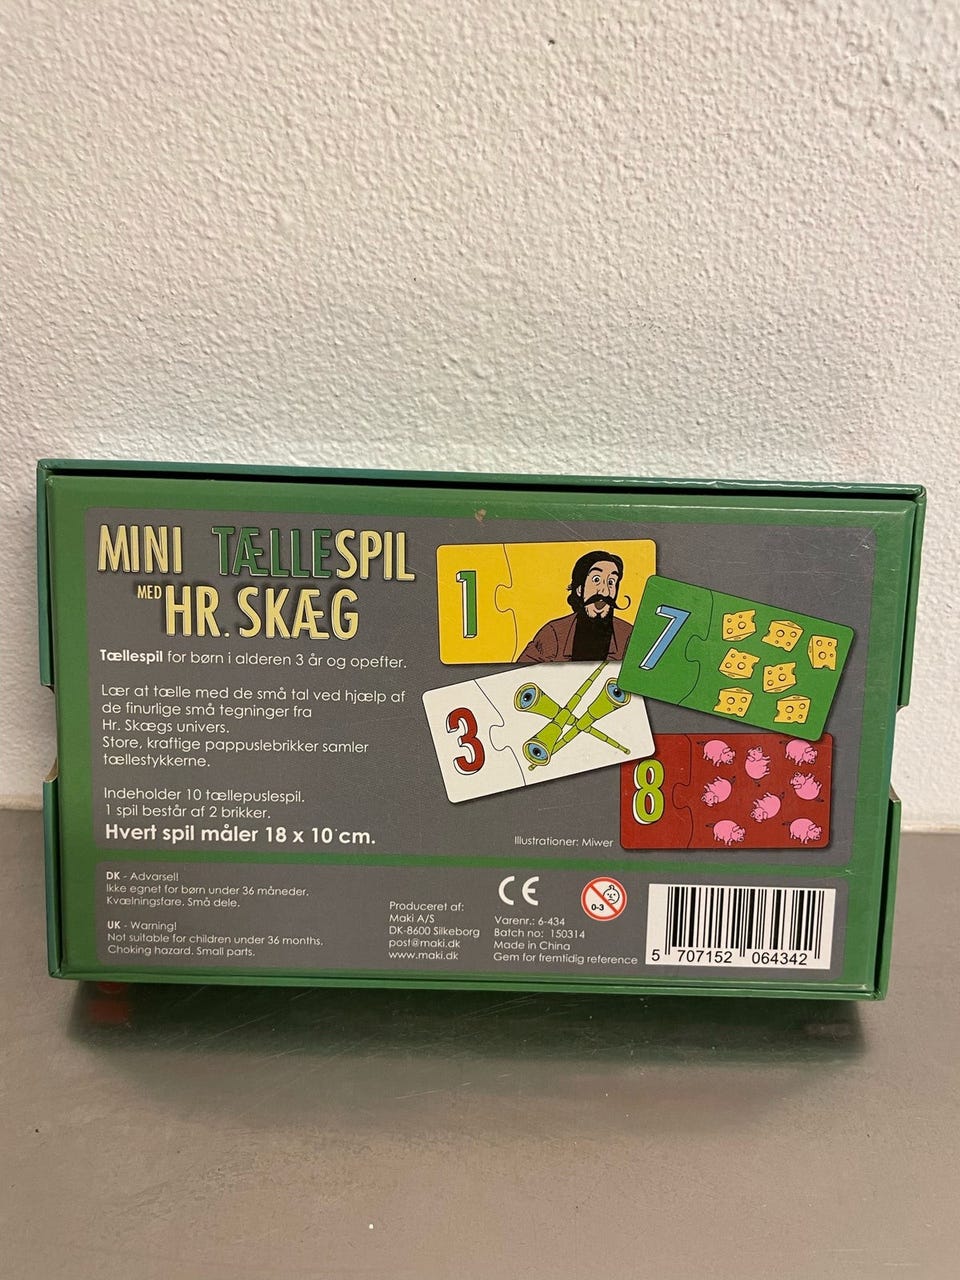 MINI TÆLLESPIL
MED HR. SKÆG
Tællespil for børn i alderen 3 år og opefter.
Lær at tælle med de små tal ved hjælp af
de finurlige små tegninger fra
Hr. Skægs univers.
Store, kraftige pappuslebrikker samler
tællestykkerne.
Indeholder 10 tællepuslespil.
1 spil består af 2 brikker.
Hvert spil måler 18 x 10 cm.
1
7
3
8
Illustrationer: Miwer
DK - Advarsel!
Ikke egnet for børn under 36 måneder.
Kvælningsfare. Små dele.
UK - Warning!
Not suitable for children under 36 months.
Choking hazard. Small parts.
Produceret af:
Maki A/S
DK-8600 Silkeborg
post@maki.dk
www.maki.dk
CE
0-3
Varenr.: 6-434
Batch no: 150314
Made in China
Gem for fremtidig reference
5 707152 064342